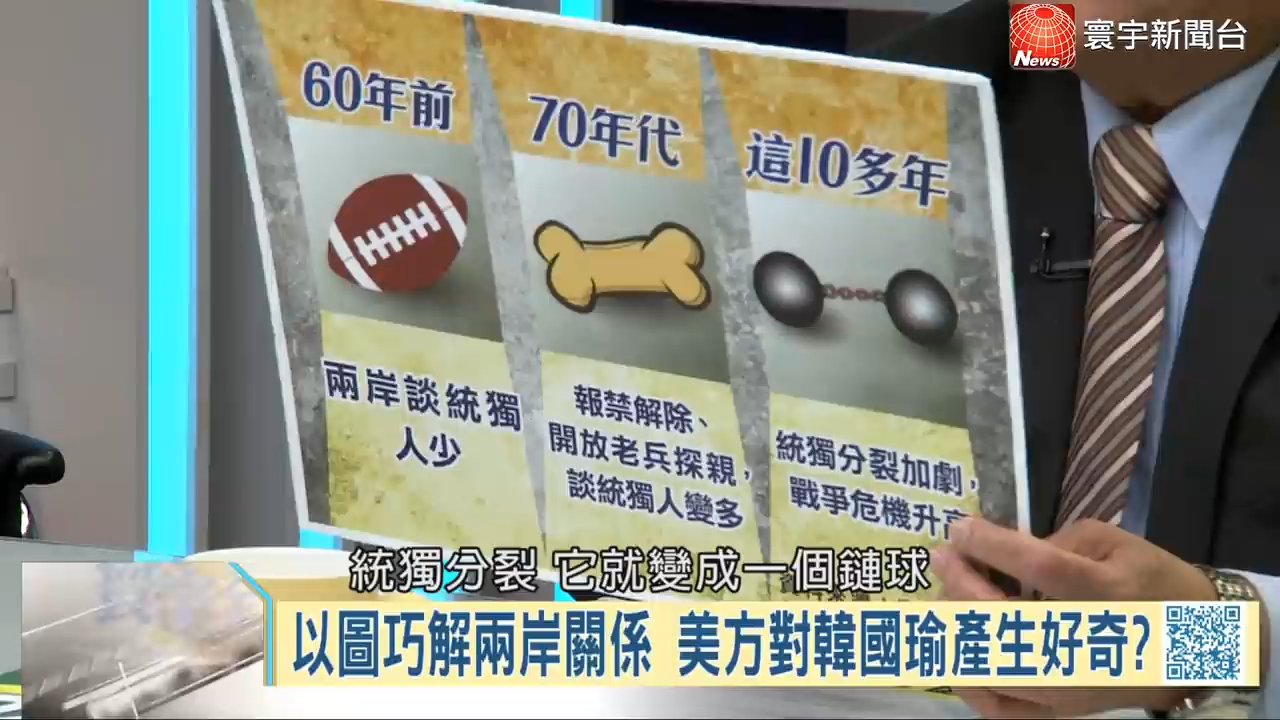 News
寰宇新聞台
60年前
70年代
這10多年
兩岸談統獨
人少
報禁解除、
開放老兵探親，
談統獨人變多
統獨分裂加劇，
戰爭危機升高
統獨分裂 它就變成一個鏈球
以圖巧解兩岸關係 美方對韓國瑜產生好奇?